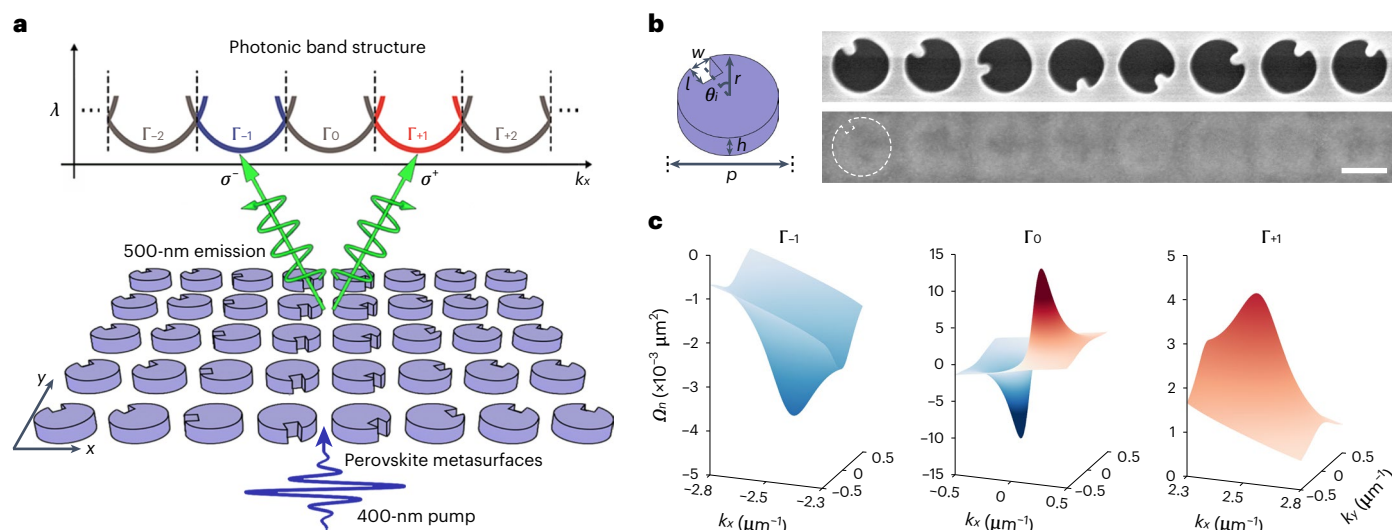 a
Photonic band structure
λ
···
Γ−2
Γ−1
Γ0
Γ+1
Γ+2
···
σ−
σ+
kx
500-nm emission
y
x
Perovskite metasurfaces
400-nm pump
b
w
l
r
θi
h
p
c
Γ−1
Ωn (×10−3 μm2)
0
−1
−2
−3
−4
−5
−2.8
−2.5
−2.3
kx (μm−1)
0.5
0
−0.5
Γ0
15
10
5
0
−5
−10
−15
−0.5
0
0.5
kx (μm−1)
0.5
0
−0.5
Γ+1
5
4
3
2
1
0
2.3
2.5
2.8
kx (μm−1)
0.5
0
−0.5
ky (μm−1)